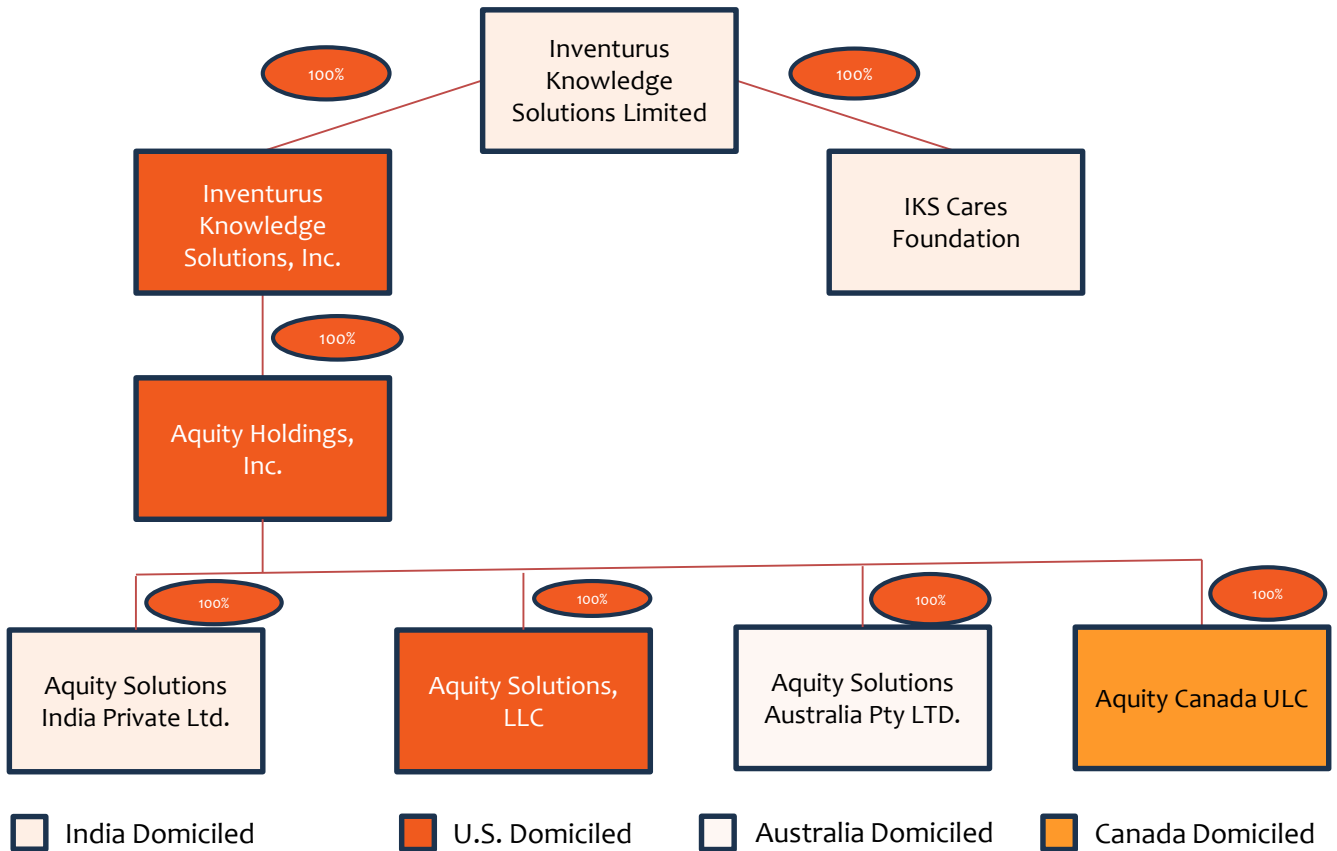 Inventurus
Knowledge
Solutions Limited
100%
100%
Inventurus
Knowledge
Solutions, Inc.
IKS Cares
Foundation
100%
Aquity Holdings,
Inc.
100%
100%
100%
100%
Aquity Solutions
India Private Ltd.
Aquity Solutions,
LLC
Aquity Solutions
Australia Pty LTD.
Aquity Canada ULC
India Domiciled
U.S. Domiciled
Australia Domiciled
Canada Domiciled